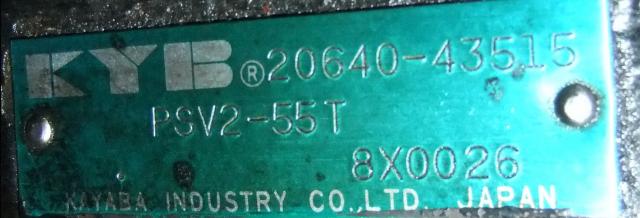 KYB ® 20640-43515
PSV2-55T
8X0026
KAYABA INDUSTRY CO.,LTD. JAPAN